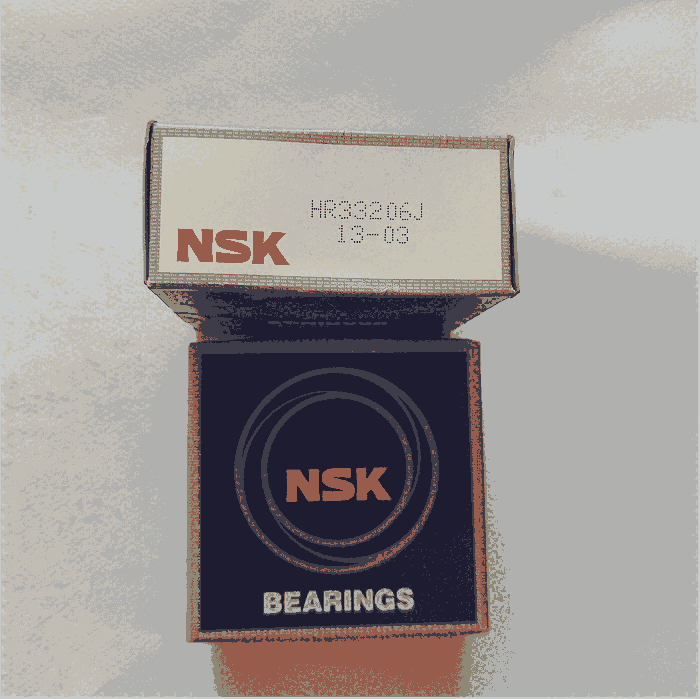 HR33206J
13-03
NSK
NSK
BEARINGS